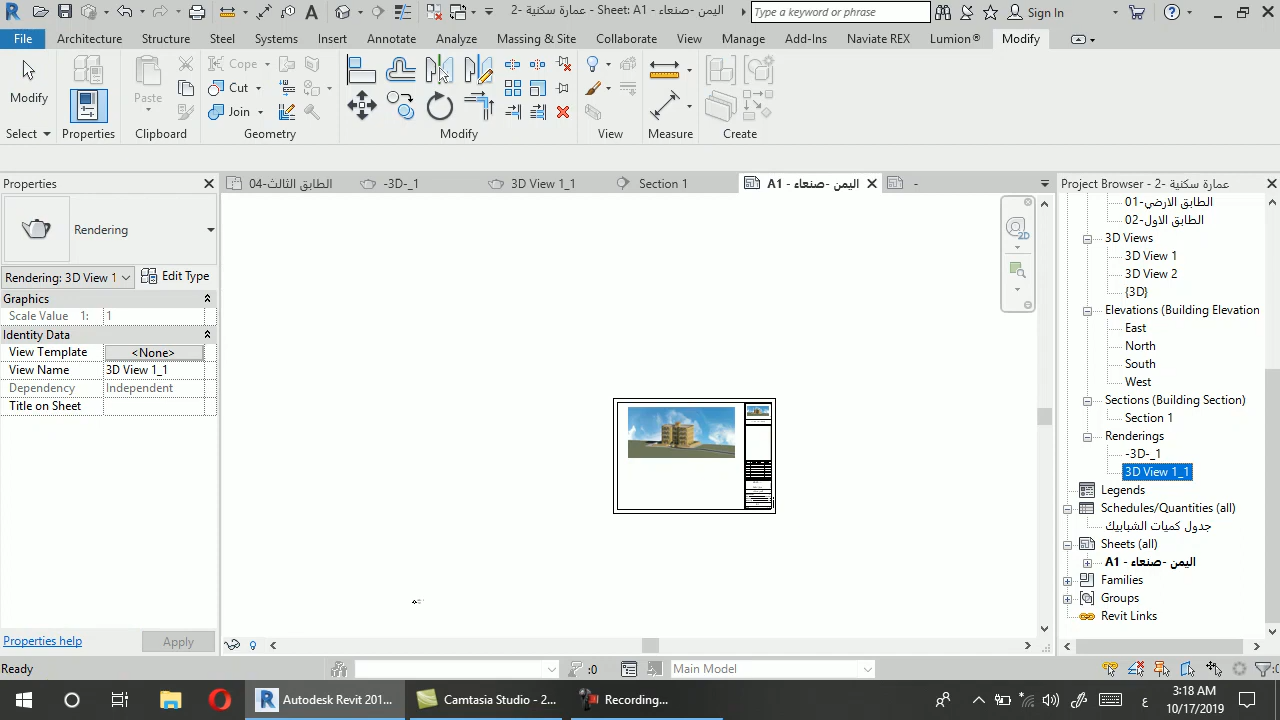 عمارة سكنية -2 - Sheet: A1 - اليمن -صنعاء
Type a keyword or phrase
Sign In
File
Architecture
Structure
Steel
Systems
Insert
Annotate
Analyze
Massing & Site
Collaborate
View
Manage
Add-Ins
Naviate REX
Lumion®
Modify
Modify
Paste
Cope
Cut
Join
Select
Properties
Clipboard
Geometry
Modify
View
Measure
Create
Properties
الطابق الثالث-04
-3D-_1
3D View 1_1
Section 1
A1 - اليمن -صنعاء
-
Project Browser - عمارة سكنية -2
Rendering
Rendering: 3D View 1
Edit Type
Graphics
Scale Value 1:
1
Identity Data
View Template
<None>
View Name
3D View 1_1
Dependency
Independent
Title on Sheet
Properties help
Apply
2D
الطابق الارضي-01
الطابق الاول-02
3D Views
3D View 1
3D View 2
{3D}
Elevations (Building Elevation
East
North
South
West
Sections (Building Section)
Section 1
Renderings
-3D-_1
3D View 1_1
Legends
Schedules/Quantities (all)
جدول كميات الشبابيك
Sheets (all)
A1 - اليمن -صنعاء
Families
Groups
Revit Links
Ready
:0
Main Model
:0
Autodesk Revit 201...
Camtasia Studio - 2...
Recording...
ع
3:18 AM
10/17/2019